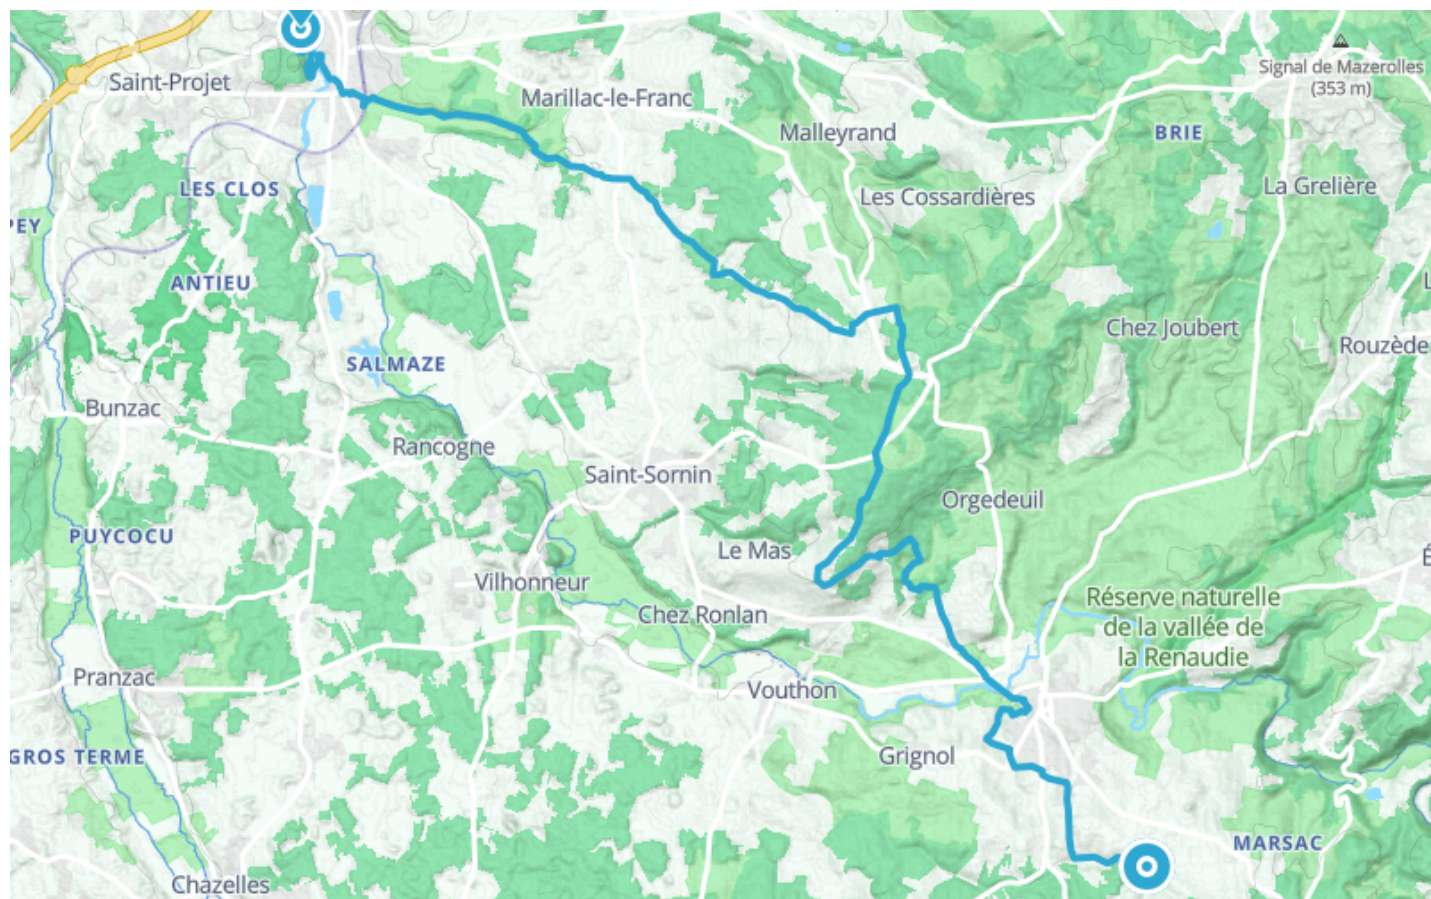 Signal de Mazerolles
(353 m)
Saint-Projet
Marillac-le-Franc
Malleyrand
BRIE
LES CLOS
La Grelière
Les Cossardières
PEY
ANTIEU
Chez Joubert
Rouzède
SALMAZE
Bunzac
Rancogne
Saint-Sornin
Orgedeuil
PUYCOCU
Le Mas
É
Vilhonneur
Réserve naturelle
de la vallée de
la Renaudie
Chez Ronlan
Pranzac
Vouthon
GROS TERME
Grignol
MARSAC
Chazelles